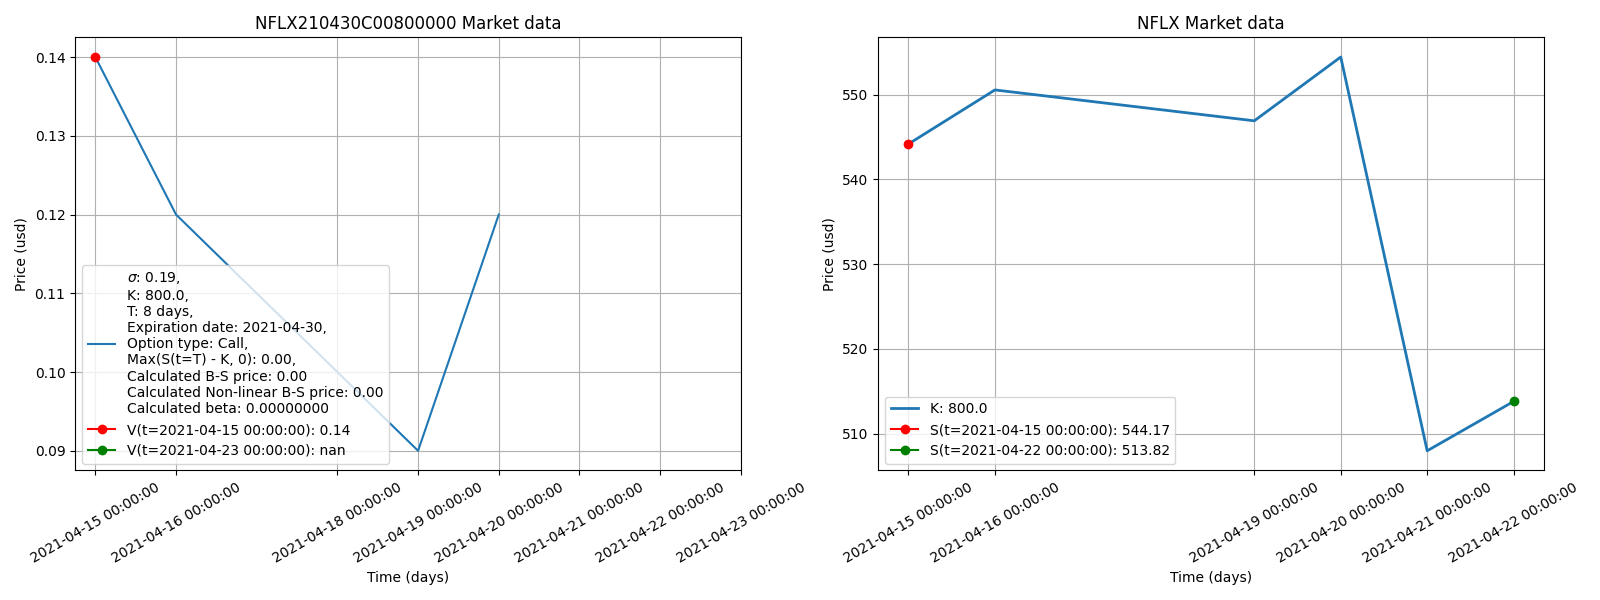 NFLX210430C00800000 Market data
Price (usd)
0.14
0.13
0.12
0.11
0.10
0.09
σ: 0.19,
K: 800.0,
T: 8 days,
Expiration date: 2021-04-30,
Option type: Call,
Max(S(t=T) - K, 0): 0.00,
Calculated B-S price: 0.00
Calculated Non-linear B-S price: 0.00
Calculated beta: 0.00000000
V(t=2021-04-15 00:00:00): 0.14
V(t=2021-04-23 00:00:00): nan
2021-04-15 00:00:00
2021-04-16 00:00:00
2021-04-18 00:00:00
2021-04-19 00:00:00
2021-04-20 00:00:00
2021-04-21 00:00:00
2021-04-22 00:00:00
2021-04-23 00:00:00
Time (days)
NFLX Market data
Price (usd)
550
540
530
520
510
K: 800.0
S(t=2021-04-15 00:00:00): 544.17
S(t=2021-04-22 00:00:00): 513.82
2021-04-15 00:00:00
2021-04-16 00:00:00
2021-04-19 00:00:00
2021-04-20 00:00:00
2021-04-21 00:00:00
2021-04-22 00:00:00
Time (days)